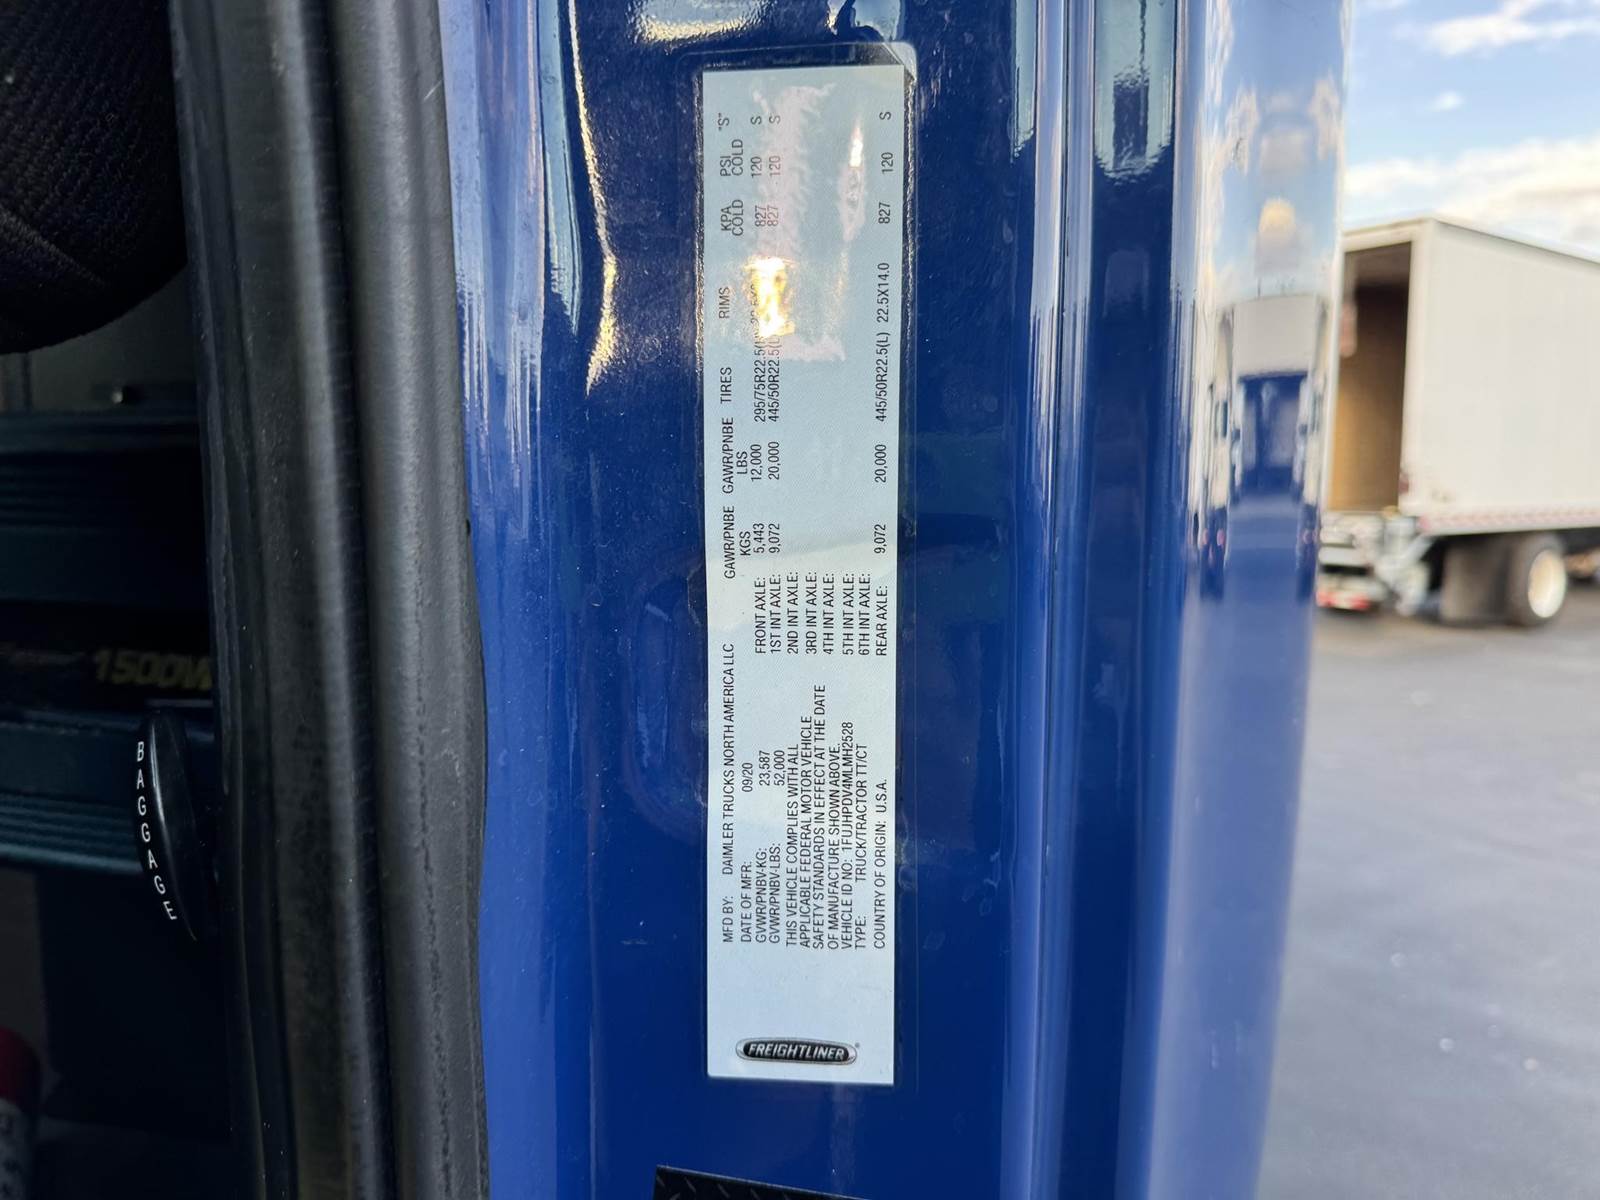 FREIGHTLINER
MFD BY: DAIMLER TRUCKS NORTH AMERICA LLC
DATE OF MFR: 09/20
GVWR/PNBV-KG: 23,587
GVWR/PNBV-LBS: 52,000
THIS VEHICLE COMPLIES WITH ALL
APPLICABLE FEDERAL MOTOR VEHICLE
SAFETY STANDARDS IN EFFECT AT THE DATE
OF MANUFACTURE SHOWN ABOVE.
VEHICLE ID NO: 1FUJHPDV4MLMH2528
TYPE: TRUCK/TRACTOR TT/CT
COUNTRY OF ORIGIN: U.S.A.
GAWR/PNBE GAWR/PNBE TIRES RIMS KPA PSI "S"
KGS LBS COLD COLD
FRONT AXLE: 5,443 12,000 295/75R22.5 827 120 S
1ST INT AXLE: 9,072 20,000 445/50R22.5(L) 827 120 S
2ND INT AXLE:
3RD INT AXLE:
4TH INT AXLE:
5TH INT AXLE:
6TH INT AXLE:
REAR AXLE: 9,072 20,000 445/50R22.5(L) 22.5X14.0 827 120 S
BAGGAGE
1500W